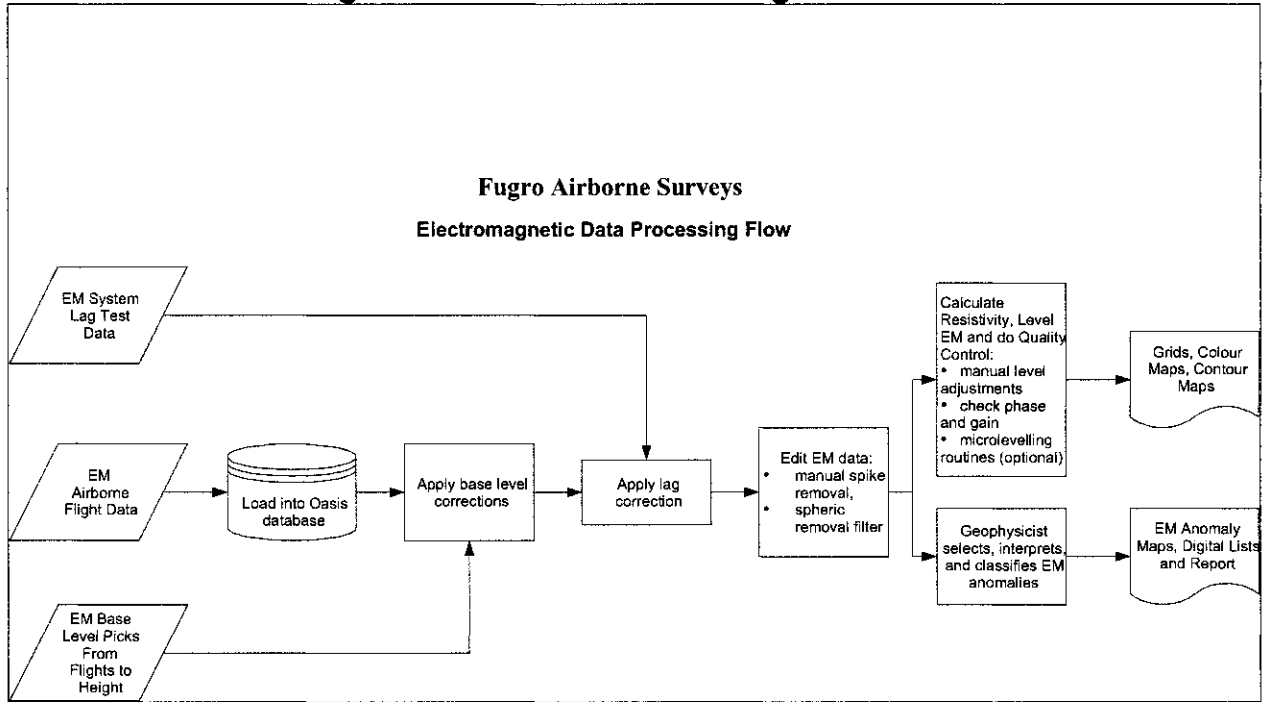 Fugro Airborne Surveys
Electromagnetic Data Processing Flow
EM System
Lag Test
Data
EM
Airborne
Flight Data
EM Base
Level Picks
From
Flights to
Height
Load into Oasis
database
Apply base level
corrections
Apply lag
correction
Edit EM data:
• manual spike
removal,
• spheric
removal filter
Calculate
Resistivity, Level
EM and do Quality
Control:
• manual level
adjustments
• check phase
and gain
• microlevelling
routines (optional)
Grids, Colour
Maps, Contour
Maps
Geophysicist
selects, interprets,
and classifies EM
anomalies
EM Anomaly
Maps, Digital Lists
and Report